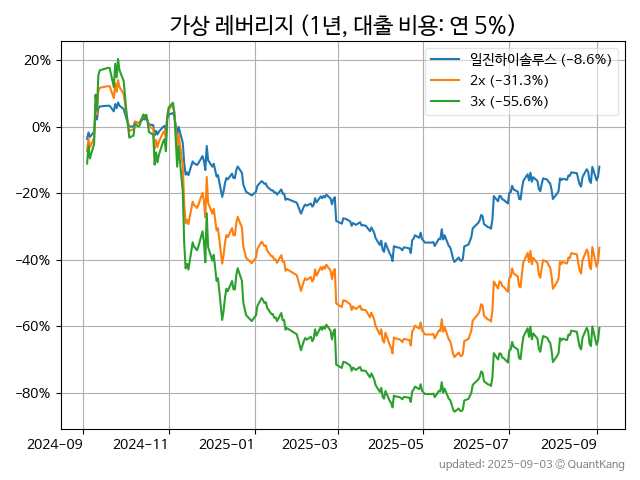 가상 레버리지 (1년, 대출 비용: 연 5%)
일진하이솔루스 (−8.6%)
2x (−31.3%)
3x (−55.6%)
20%
0%
−20%
−40%
−60%
−80%
2024−09 2024−11 2025−01 2025−03 2025−05 2025−07 2025−09
updated: 2025-09-03 © QuantKang